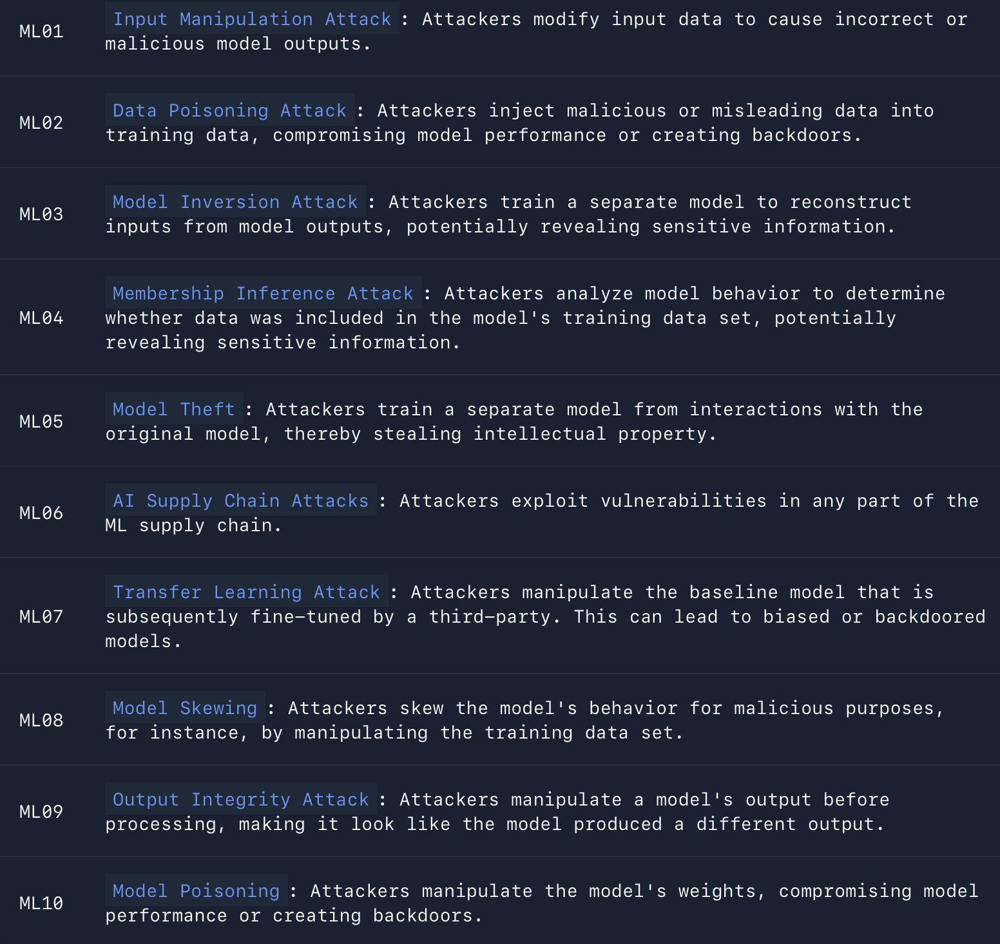 ML01
Input Manipulation Attack : Attackers modify input data to cause incorrect or
malicious model outputs.
ML02
Data Poisoning Attack : Attackers inject malicious or misleading data into
training data, compromising model performance or creating backdoors.
ML03
Model Inversion Attack : Attackers train a separate model to reconstruct
inputs from model outputs, potentially revealing sensitive information.
ML04
Membership Inference Attack : Attackers analyze model behavior to determine
whether data was included in the model's training data set, potentially
revealing sensitive information.
ML05
Model Theft : Attackers train a separate model from interactions with the
original model, thereby stealing intellectual property.
ML06
AI Supply Chain Attacks : Attackers exploit vulnerabilities in any part of the
ML supply chain.
ML07
Transfer Learning Attack : Attackers manipulate the baseline model that is
subsequently fine-tuned by a third-party. This can lead to biased or backdoored
models.
ML08
Model Skewing : Attackers skew the model's behavior for malicious purposes,
for instance, by manipulating the training data set.
ML09
Output Integrity Attack : Attackers manipulate a model's output before
processing, making it look like the model produced a different output.
ML10
Model Poisoning : Attackers manipulate the model's weights, compromising model
performance or creating backdoors.